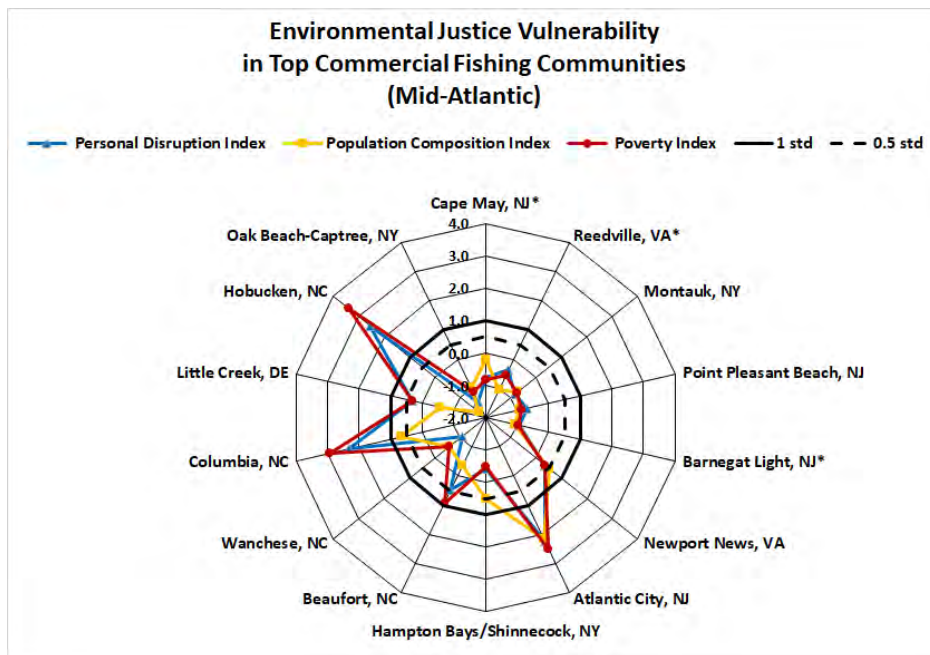 Environmental Justice Vulnerability
in Top Commercial Fishing Communities
(Mid-Atlantic)
Personal Disruption Index Population Composition Index Poverty Index 1 std 0.5 std
Cape May, NJ*
4.0
Oak Beach-Captree, NY
Reedville, VA*
3.0
Hobucken, NC
2.0
Montauk, NY
1.0
0.0
Little Creek, DE
-1.0
Point Pleasant Beach, NJ
-2.0
Columbia, NC
Barnegat Light, NJ*
Wanchese, NC
Newport News, VA
Beaufort, NC
Atlantic City, NJ
Hampton Bays/Shinnecock, NY